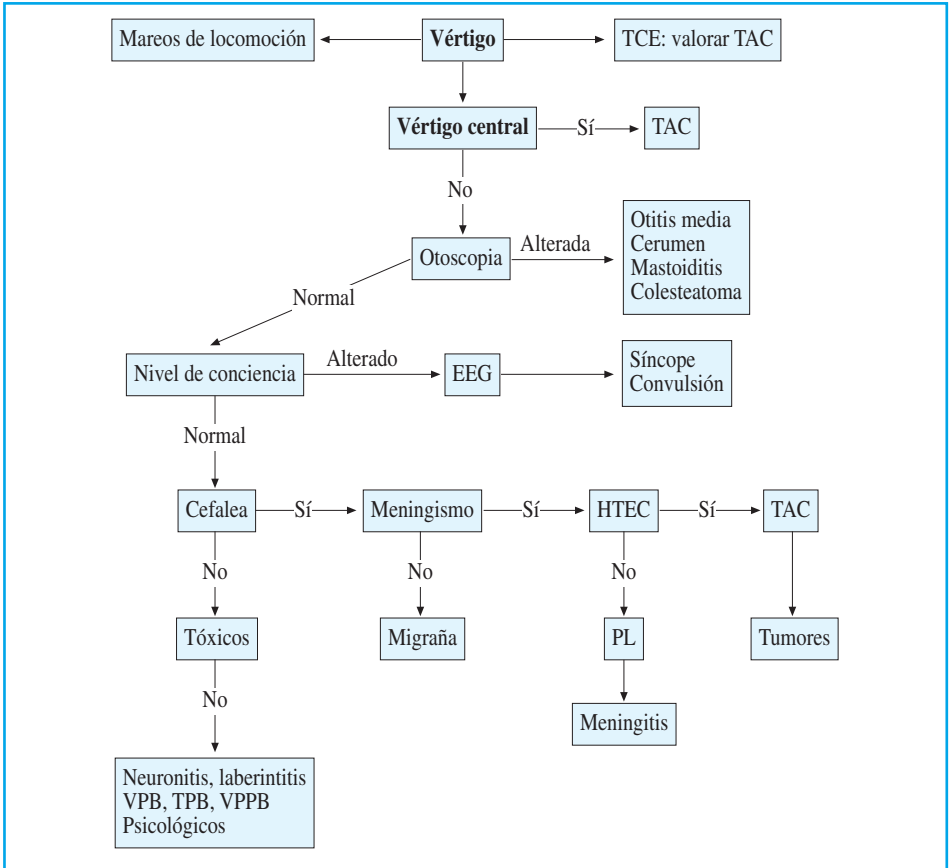 Mareos de locomoción
Vértigo
TCE: valorar TAC
Vértigo central
Sí
TAC
No
Otoscopia
Alterada
Otitis media
Cerumen
Mastoiditis
Colesteatoma
Normal
Nivel de conciencia
Alterado
EEG
Síncope
Convulsión
Normal
Cefalea
Sí
Meningismo
Sí
HTEC
Sí
TAC
No
No
No
Tóxicos
Migraña
PL
Tumores
No
Meningitis
Neuronitis, laberintitis
VPB, TPB, VPPB
Psicológicos